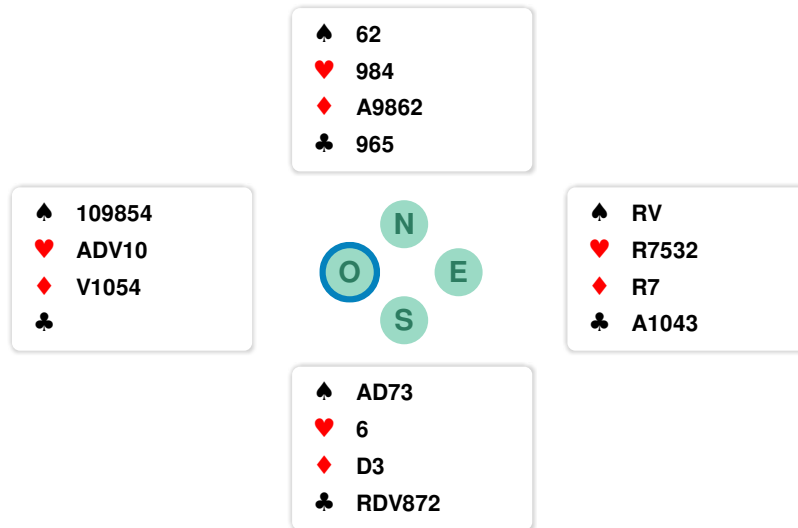 ♠ 62
♥ 984
♦ A9862
♣ 965
♠ 109854
♥ ADV10
♦ V1054
♣
N
O E
S
♠ RV
♥ R7532
♦ R7
♣ A1043
♠ AD73
♥ 6
♦ D3
♣ RDV872